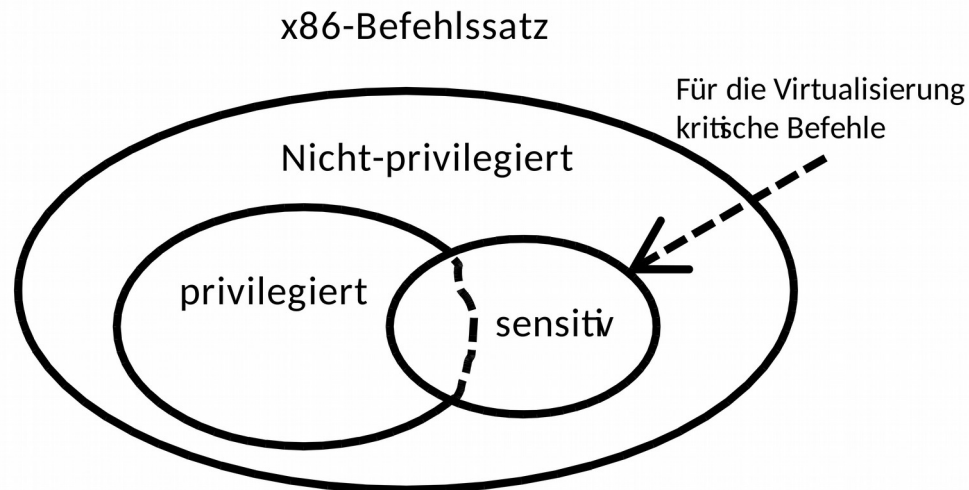 x86-Befehlssatz
Für die Virtualisierung
kritische Befehle
Nicht-privilegiert
privilegiert
sensitiv